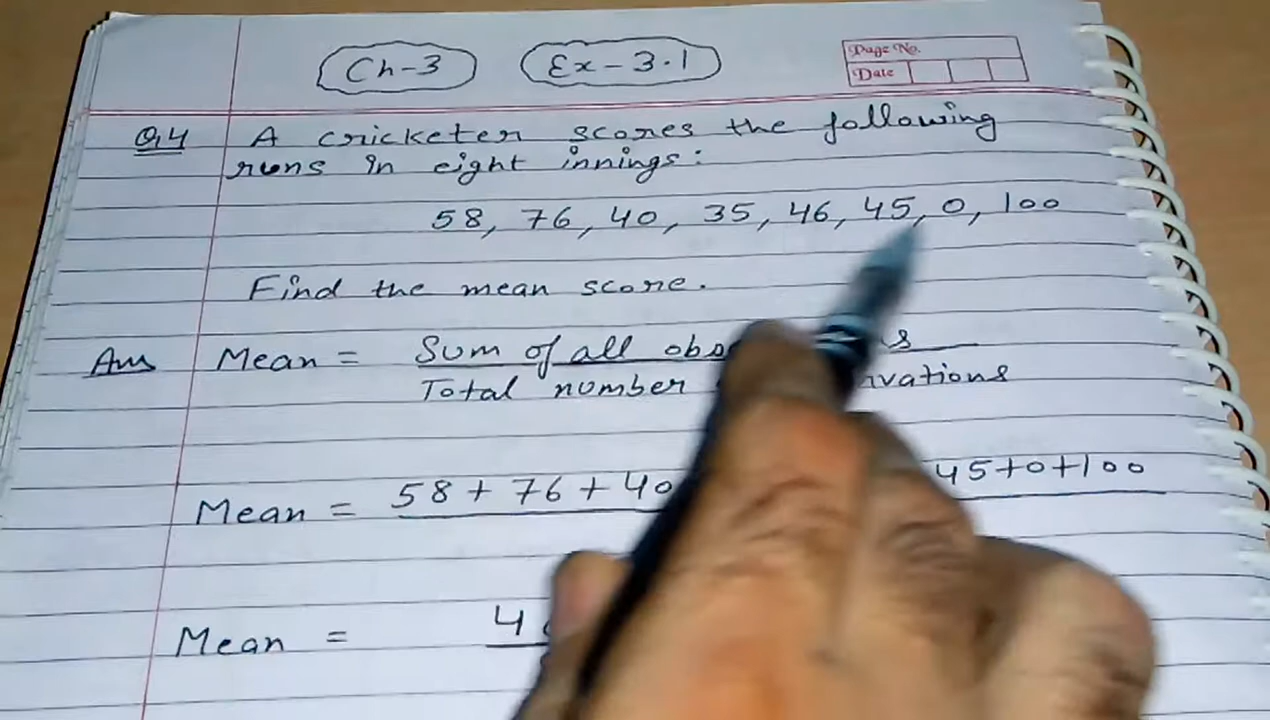 Ch-3 Ex-3.1
Page No.
Date
Q4 A cricketer scores the following
runs in eight innings:
58, 76, 40, 35, 46, 45, 0, 100
Find the mean score.
Ans Mean = Sum of all
Total number
Mean = 58 + 76 + 40 45+0+100
Mean = 4